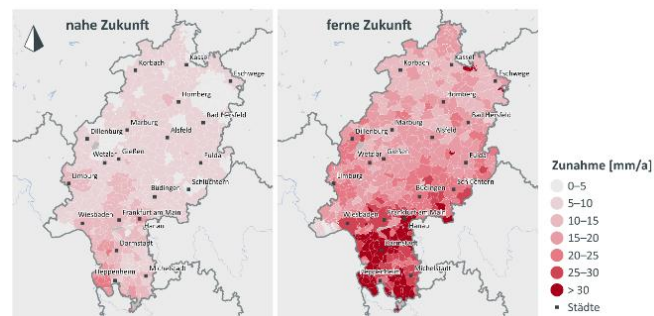 nahe Zukunft
Korbach
Kassel
Eschwege
Homberg
Bad Hersfeld
Marburg
Alsfeld
Dillenburg
Wetzlar
Gießen
Fulda
Limburg
Schlüchtern
Büdingen
Wiesbaden
Frankfurt am Main
Hanau
Darmstadt
Heppenheim
Michelstadt
ferne Zukunft
Korbach
Kassel
Eschwege
Homberg
Bad Hersfeld
Marburg
Alsfeld
Dillenburg
Wetzlar
Gießen
Fulda
Limburg
Schlüchtern
Büdingen
Wiesbaden
Frankfurt am Main
Hanau
Darmstadt
Heppenheim
Michelstadt
Zunahme [mm/a]
0–5
5–10
10–15
15–20
20–25
25–30
> 30
Städte